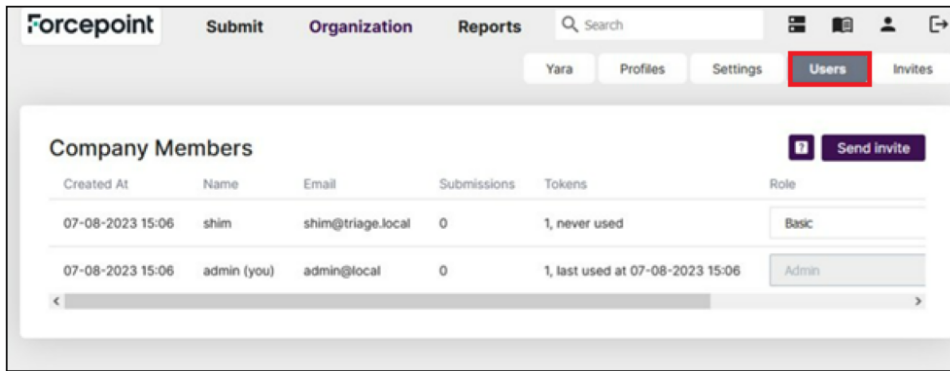 Forcepoint Submit Organization Reports Search
Yara Profiles Settings Users Invites
Company Members ? Send invite
Created At Name Email Submissions Tokens Role
07-08-2023 15:06 shim shim@triage.local 0 1, never used Basic
07-08-2023 15:06 admin (you) admin@local 0 1, last used at 07-08-2023 15:06 Admin